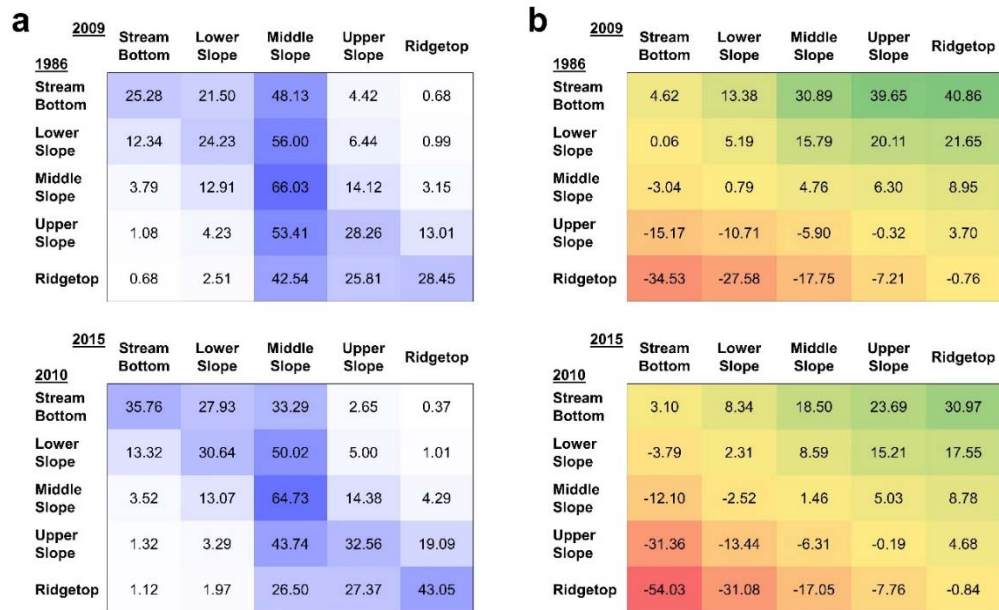 a
2009
Stream Bottom Lower Slope Middle Slope Upper Slope Ridgetop
1986
Stream Bottom 25.28 21.50 48.13 4.42 0.68
Lower Slope 12.34 24.23 56.00 6.44 0.99
Middle Slope 3.79 12.91 66.03 14.12 3.15
Upper Slope 1.08 4.23 53.41 28.26 13.01
Ridgetop 0.68 2.51 42.54 25.81 28.45
b
2009
Stream Bottom Lower Slope Middle Slope Upper Slope Ridgetop
1986
Stream Bottom 4.62 13.38 30.89 39.65 40.86
Lower Slope 0.06 5.19 15.79 20.11 21.65
Middle Slope -3.04 0.79 4.76 6.30 8.95
Upper Slope -15.17 -10.71 -5.90 -0.32 3.70
Ridgetop -34.53 -27.58 -17.75 -7.21 -0.76
2015
Stream Bottom Lower Slope Middle Slope Upper Slope Ridgetop
2010
Stream Bottom 35.76 27.93 33.29 2.65 0.37
Lower Slope 13.32 30.64 50.02 5.00 1.01
Middle Slope 3.52 13.07 64.73 14.38 4.29
Upper Slope 1.32 3.29 43.74 32.56 19.09
Ridgetop 1.12 1.97 26.50 27.37 43.05
2015
Stream Bottom Lower Slope Middle Slope Upper Slope Ridgetop
2010
Stream Bottom 3.10 8.34 18.50 23.69 30.97
Lower Slope -3.79 2.31 8.59 15.21 17.55
Middle Slope -12.10 -2.52 1.46 5.03 8.78
Upper Slope -31.36 -13.44 -6.31 -0.19 4.68
Ridgetop -54.03 -31.08 -17.05 -7.76 -0.84